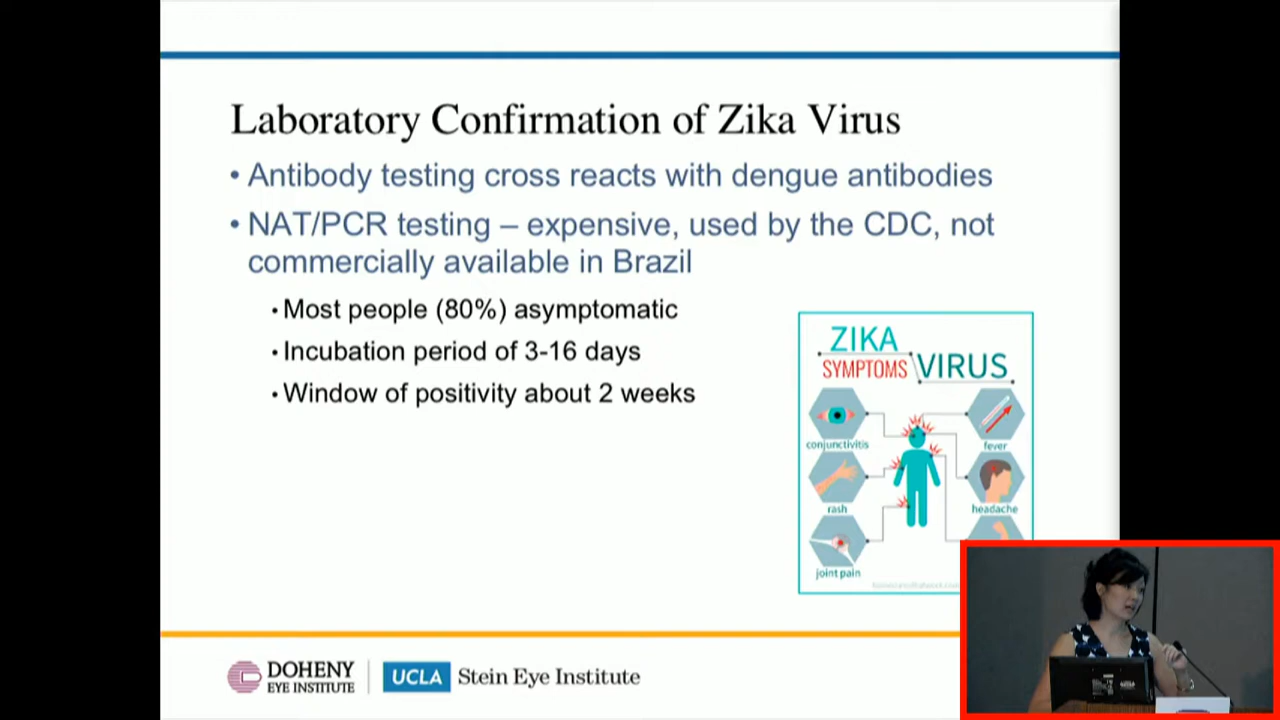 Laboratory Confirmation of Zika Virus
• Antibody testing cross reacts with dengue antibodies
• NAT/PCR testing – expensive, used by the CDC, not
commercially available in Brazil
• Most people (80%) asymptomatic
• Incubation period of 3-16 days
• Window of positivity about 2 weeks
ZIKA
SYMPTOMS VIRUS
conjunctivitis
fever
rash
headache
joint pain
DOHENY
EYE INSTITUTE
UCLA Stein Eye Institute